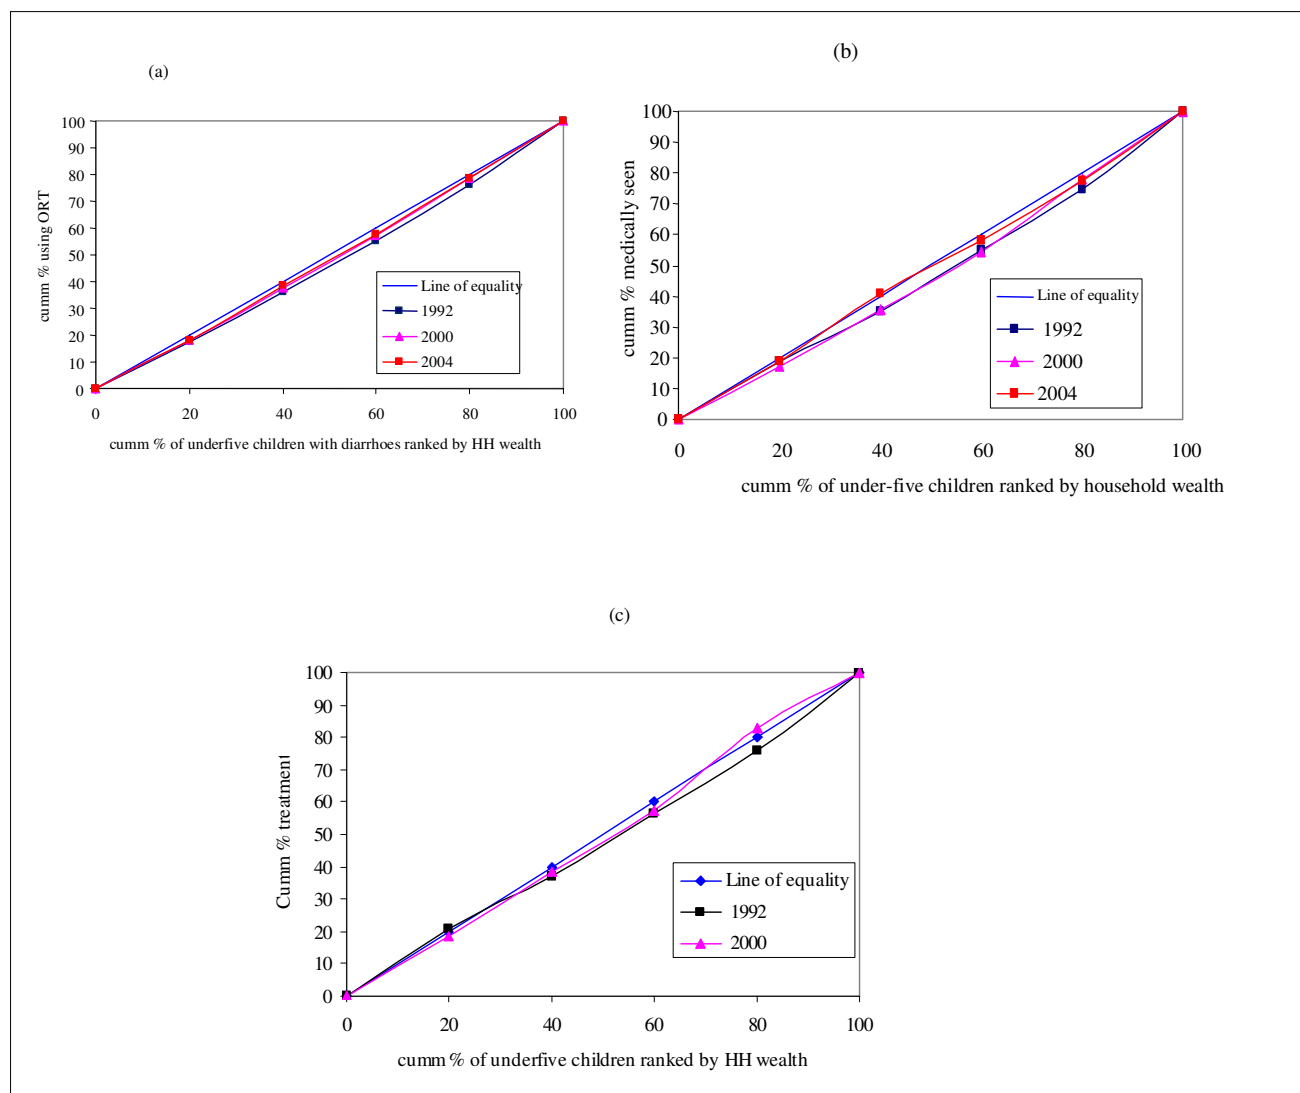 (a)
100
90
80
70
60
50
40
30
20
10
0
cumm % using ORT
0 20 40 60 80 100
cumm % of underfive children with diarrhoes ranked by HH wealth
Line of equality
1992
2000
2004
(b)
100
90
80
70
60
50
40
30
20
10
0
cumm % medically seen
0 20 40 60 80 100
cumm % of under-five children ranked by household wealth
Line of equality
1992
2000
2004
(c)
100
90
80
70
60
50
40
30
20
10
0
Cumm % treatment
0 20 40 60 80 100
cumm % of underfive children ranked by HH wealth
Line of equality
1992
2000